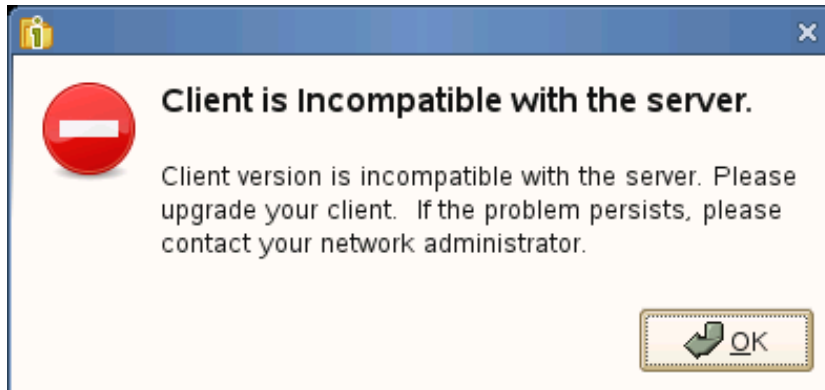 Client is Incompatible with the server.
Client version is incompatible with the server. Please
upgrade your client.  If the problem persists, please
contact your network administrator.
OK